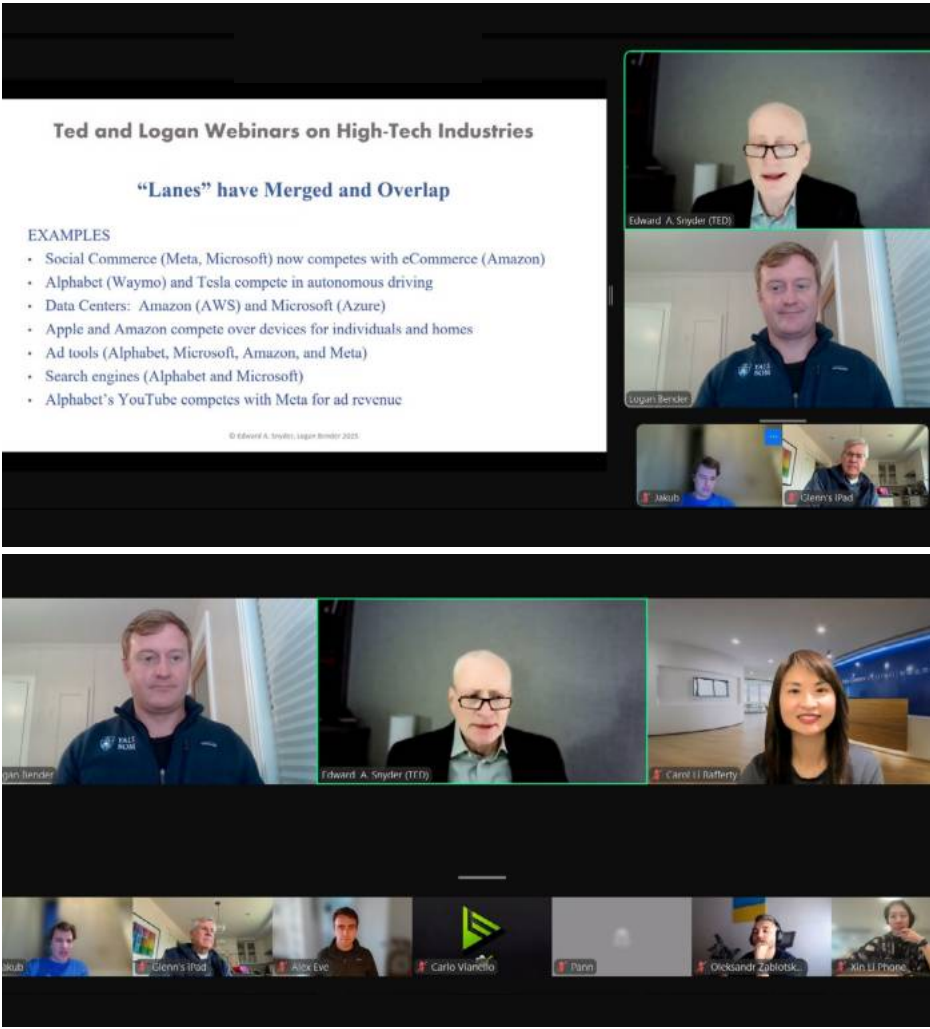 Ted and Logan Webinars on High-Tech Industries
“Lanes” have Merged and Overlap
EXAMPLES
• Social Commerce (Meta, Microsoft) now competes with eCommerce (Amazon)
• Alphabet (Waymo) and Tesla compete in autonomous driving
• Data Centers: Amazon (AWS) and Microsoft (Azure)
• Apple and Amazon compete over devices for individuals and homes
• Ad tools (Alphabet, Microsoft, Amazon, and Meta)
• Search engines (Alphabet and Microsoft)
• Alphabet’s YouTube competes with Meta for ad revenue
© Edward A. Snyder, Logan Bender 2025
Edward A. Snyder (TED)
YALE
SOM
Logan Bender
Jakub
Glenn's iPad
YALE
SOM
gan Bender
Edward A. Snyder (TED)
Carol Li Rafferty
akub
Glenn's iPad
Alex Eve
Carlo Vianello
Pann
Oleksandr Zablotsk...
Xin Li Phone